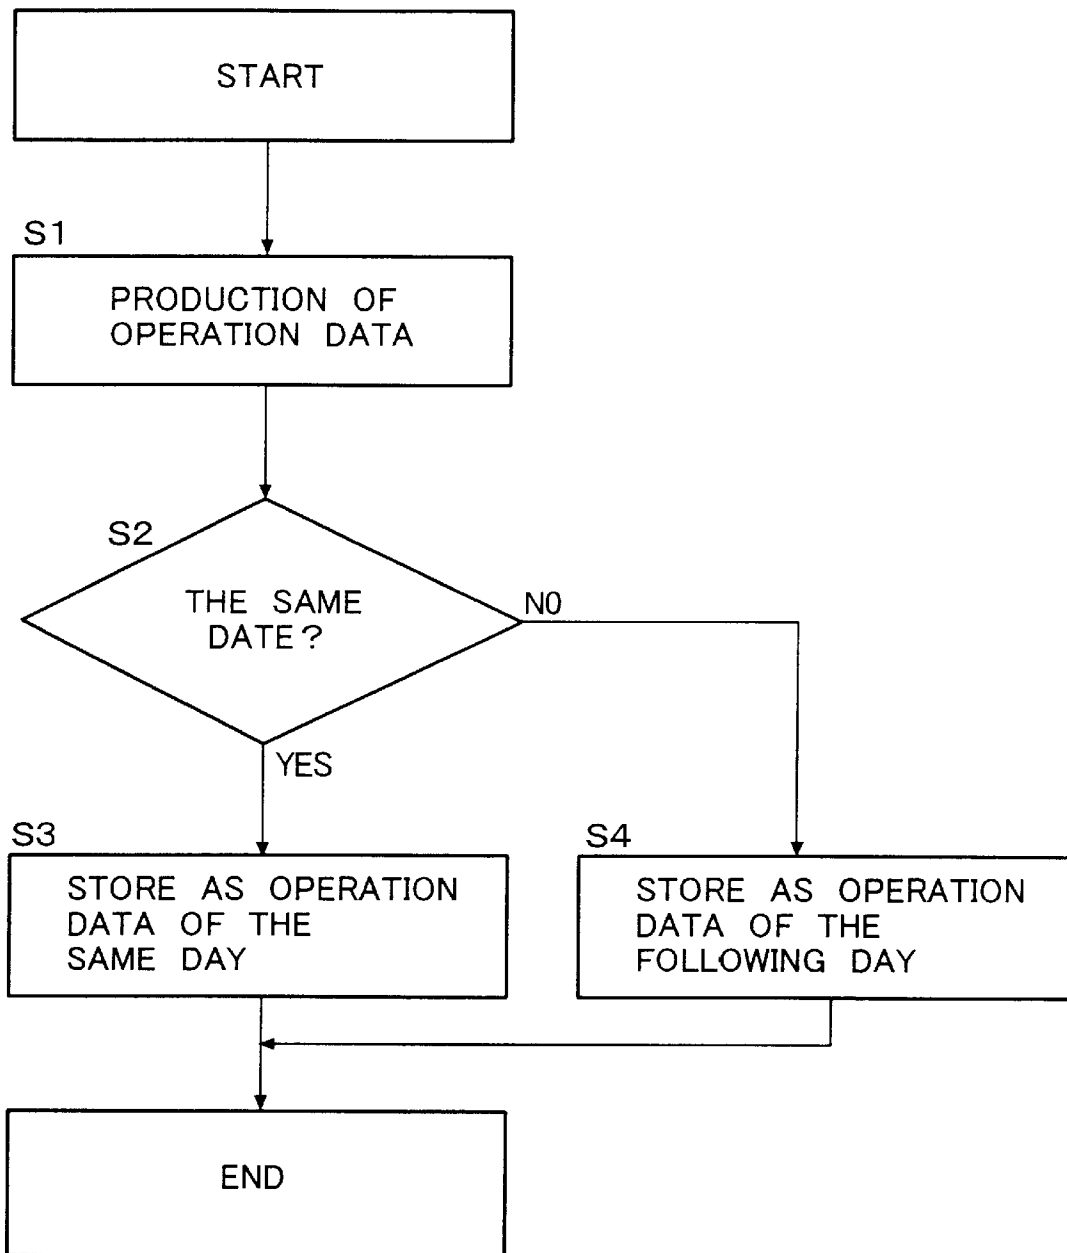 START
S1
PRODUCTION OF
OPERATION DATA
S2
THE SAME
DATE?
NO
YES
S3
STORE AS OPERATION
DATA OF THE
SAME DAY
S4
STORE AS OPERATION
DATA OF THE
FOLLOWING DAY
END